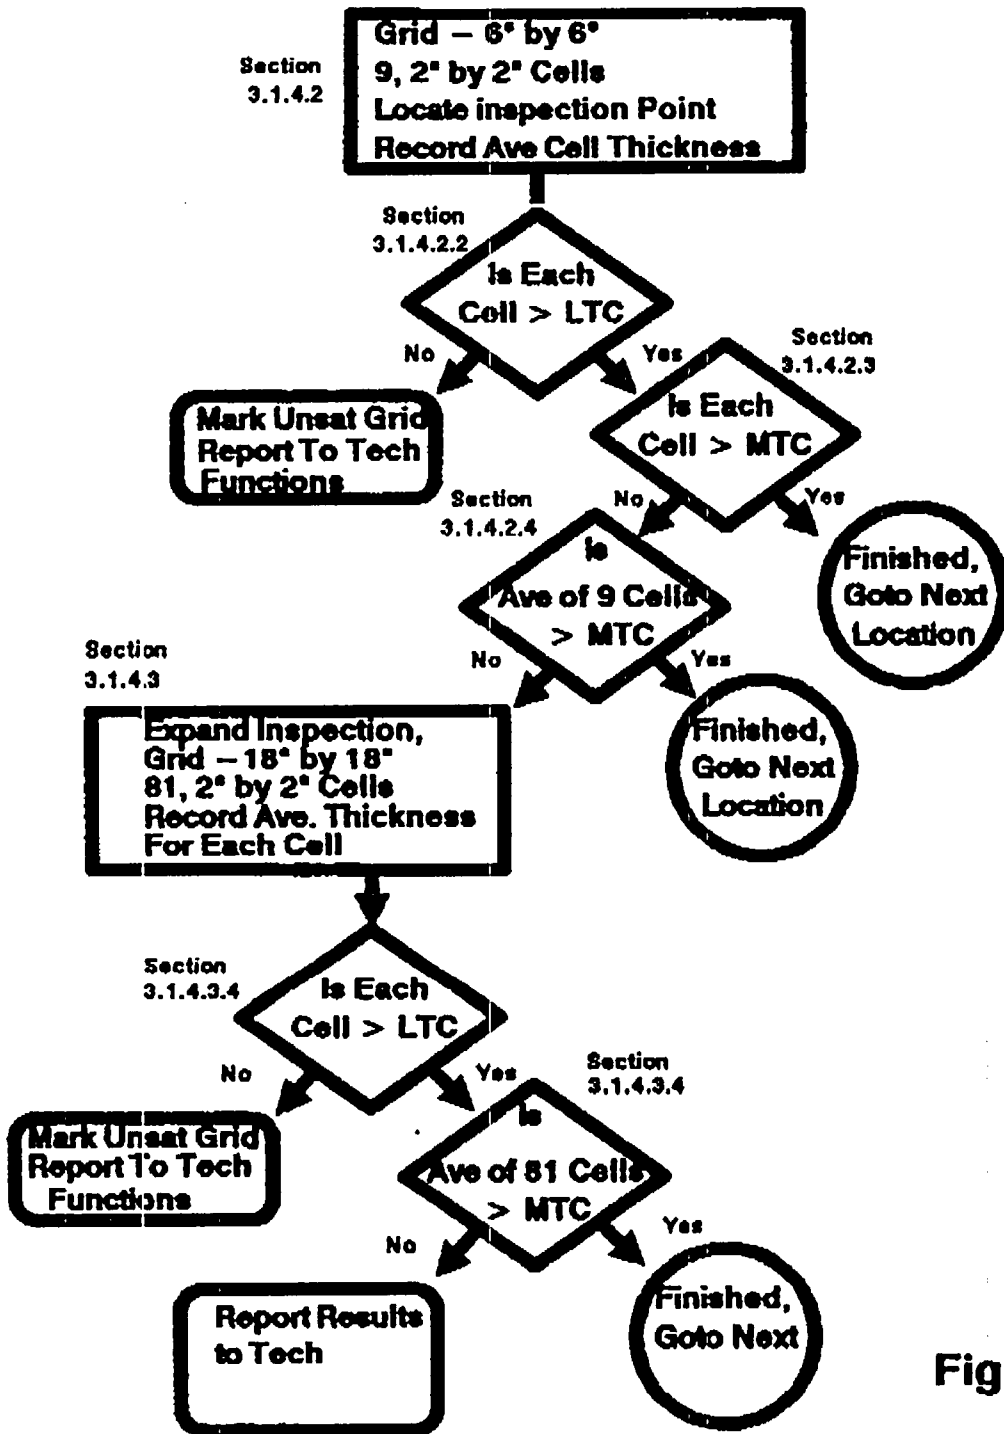 Section
3.1.4.2
Grid – 6" by 6"
9, 2" by 2" Cells
Locate inspection Point
Record Ave Cell Thickness
Section
3.1.4.2.2
Is Each
Cell > LTC
No
Yes
Section
3.1.4.2.3
Mark Unsat Grid
Report To Tech
Functions
Is Each
Cell > MTC
No
Yes
Section
3.1.4.2.4
Is
Ave of 9 Cells
> MTC
Finished,
Goto Next
Location
No
Yes
Section
3.1.4.3
Expand Inspection,
Grid – 18" by 18"
81, 2" by 2" Cells
Record Ave. Thickness
For Each Cell
Finished,
Goto Next
Location
Section
3.1.4.3.4
Is Each
Cell > LTC
No
Yes
Section
3.1.4.3.4
Mark Unsat Grid
Report To Tech
Functions
Is
Ave of 81 Cells
> MTC
No
Yes
Report Results
to Tech
Finished,
Goto Next
Fig